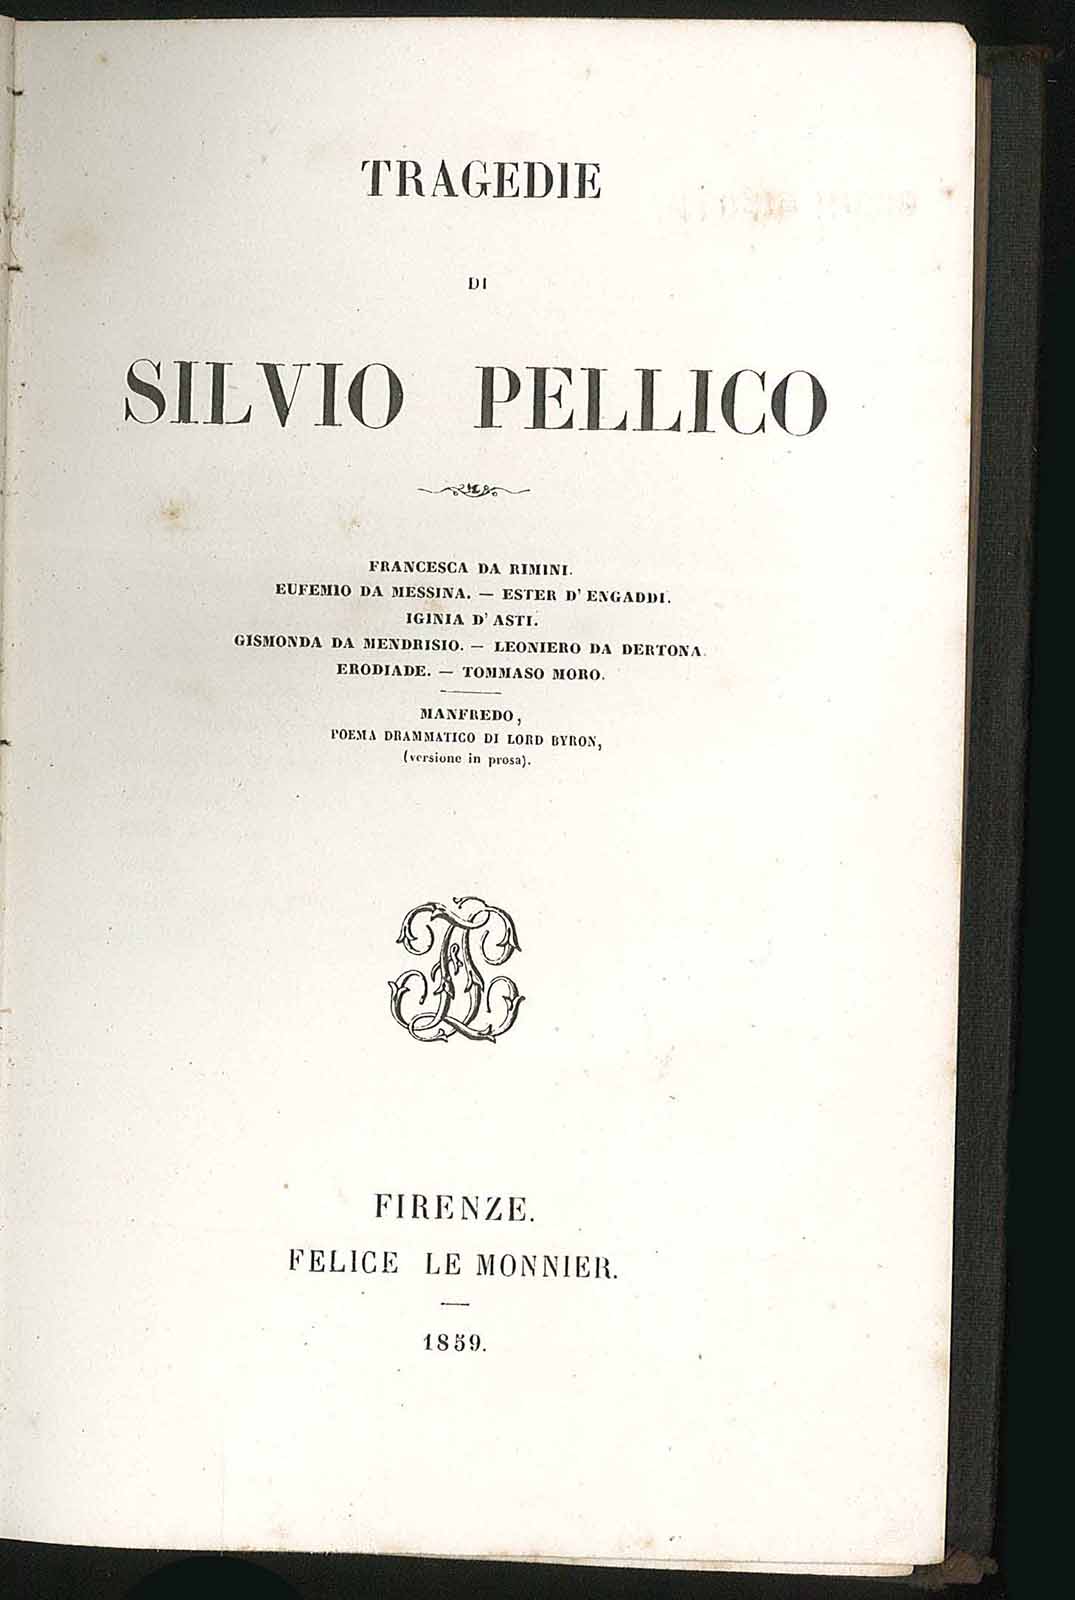 TRAGEDIE
DI
SILVIO PELLICO
FRANCESCA DA RIMINI.
EUFEMIO DA MESSINA. — ESTER D' ENGADDI.
IGINIA D' ASTI.
GISMONDA DA MENDRISIO. — LEONIERO DA DERTONA.
ERODIADE. — TOMMASO MORO.
MANFREDO,
POEMA DRAMMATICO DI LORD BYRON,
(versione in prosa).
FIRENZE.
FELICE LE MONNIER.
1859.